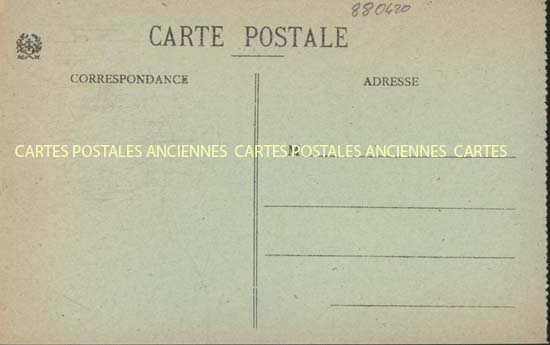 880420
CARTE POSTALE
CORRESPONDANCE
ADRESSE
CARTES POSTALES ANCIENNES CARTES POSTALES ANCIENNES CARTES
M